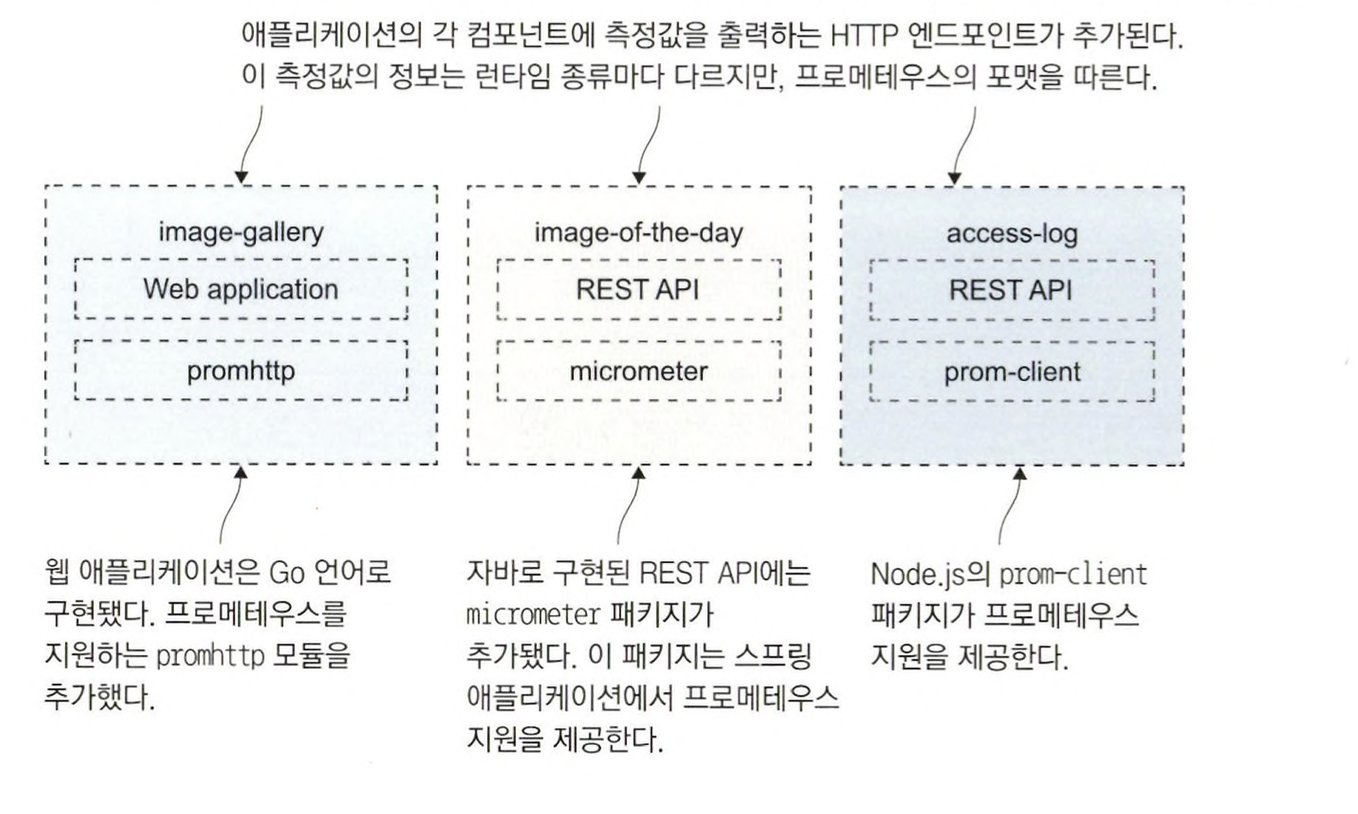 애플리케이션의 각 컴포넌트에 측정값을 출력하는 HTTP 엔드포인트가 추가된다.
이 측정값의 정보는 런타임 종류마다 다르지만, 프로메테우스의 포맷을 따른다.
image-gallery
Web application
promhttp
image-of-the-day
REST API
micrometer
access-log
REST API
prom-client
웹 애플리케이션은 Go 언어로
구현됐다. 프로메테우스를
지원하는 promhttp 모듈을
추가했다.
자바로 구현된 REST API에는
micrometer 패키지가
추가됐다. 이 패키지는 스프링
애플리케이션에서 프로메테우스
지원을 제공한다.
Node.js의 prom-client
패키지가 프로메테우스
지원을 제공한다.